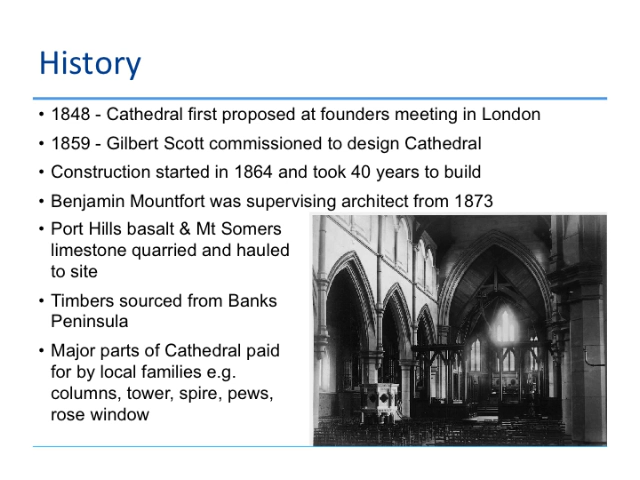 History
• 1848 - Cathedral first proposed at founders meeting in London
• 1859 - Gilbert Scott commissioned to design Cathedral
• Construction started in 1864 and took 40 years to build
• Benjamin Mountfort was supervising architect from 1873
• Port Hills basalt & Mt Somers
limestone quarried and hauled
to site
• Timbers sourced from Banks
Peninsula
• Major parts of Cathedral paid
for by local families e.g.
columns, tower, spire, pews,
rose window